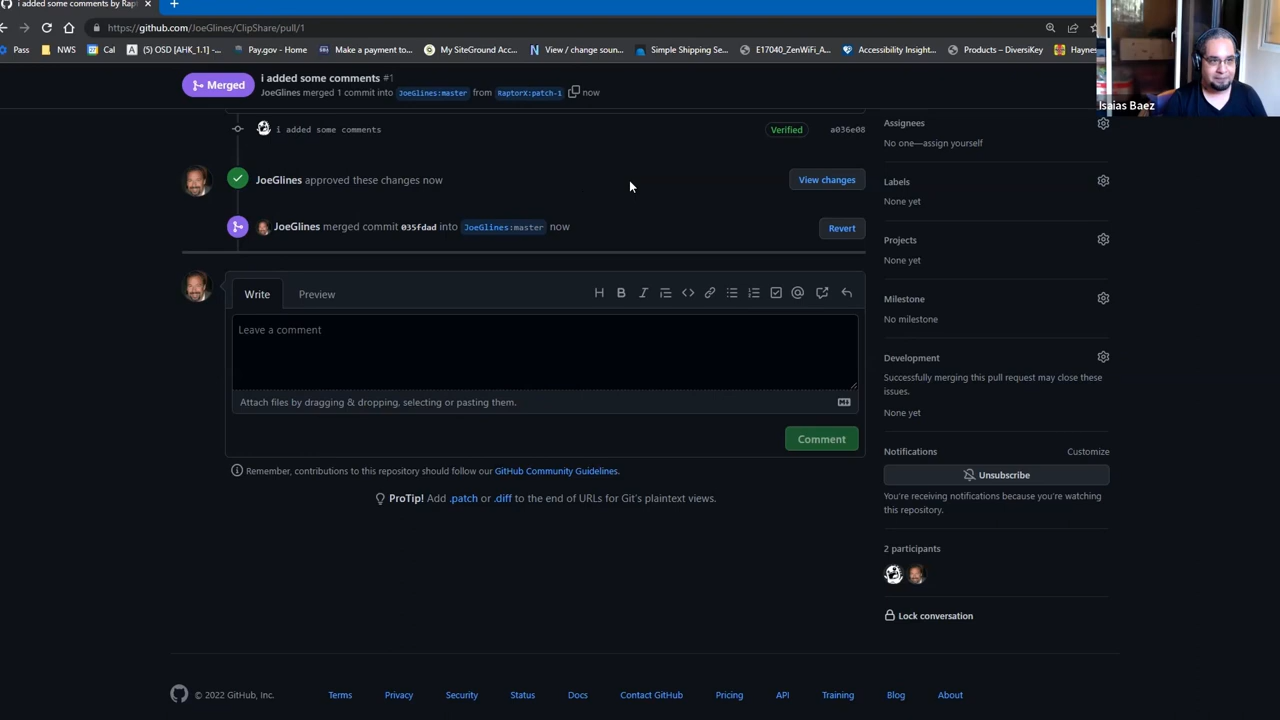 i added some comments by Rapt
https://github.com/JoeGlines/ClipShare/pull/1
Pass
NWS
Cal
(5) OSD [AHK_1.1] -...
Pay.gov - Home
Make a payment to...
My SiteGround Acc...
View / change soun...
Simple Shipping Se...
E17040_ZenWiFi_A...
Accessibility Insight...
Products – DiversiKey
Hayne
Isaias Baez
Merged
i added some comments #1
JoeGlines merged 1 commit into JoeGlines:master from RaptorX:patch-1 now
i added some comments
Verified
a036e08
JoeGlines approved these changes now
View changes
JoeGlines merged commit 035fdad into JoeGlines:master now
Revert
Write
Preview
Leave a comment
Attach files by dragging & dropping, selecting or pasting them.
Comment
Remember, contributions to this repository should follow our GitHub Community Guidelines.
ProTip! Add .patch or .diff to the end of URLs for Git's plaintext views.
Assignees
No one—assign yourself
Labels
None yet
Projects
None yet
Milestone
No milestone
Development
Successfully merging this pull request may close these
issues.
None yet
Notifications
Customize
Unsubscribe
You're receiving notifications because you're watching
this repository.
2 participants
Lock conversation
© 2022 GitHub, Inc.
Terms
Privacy
Security
Status
Docs
Contact GitHub
Pricing
API
Training
Blog
About